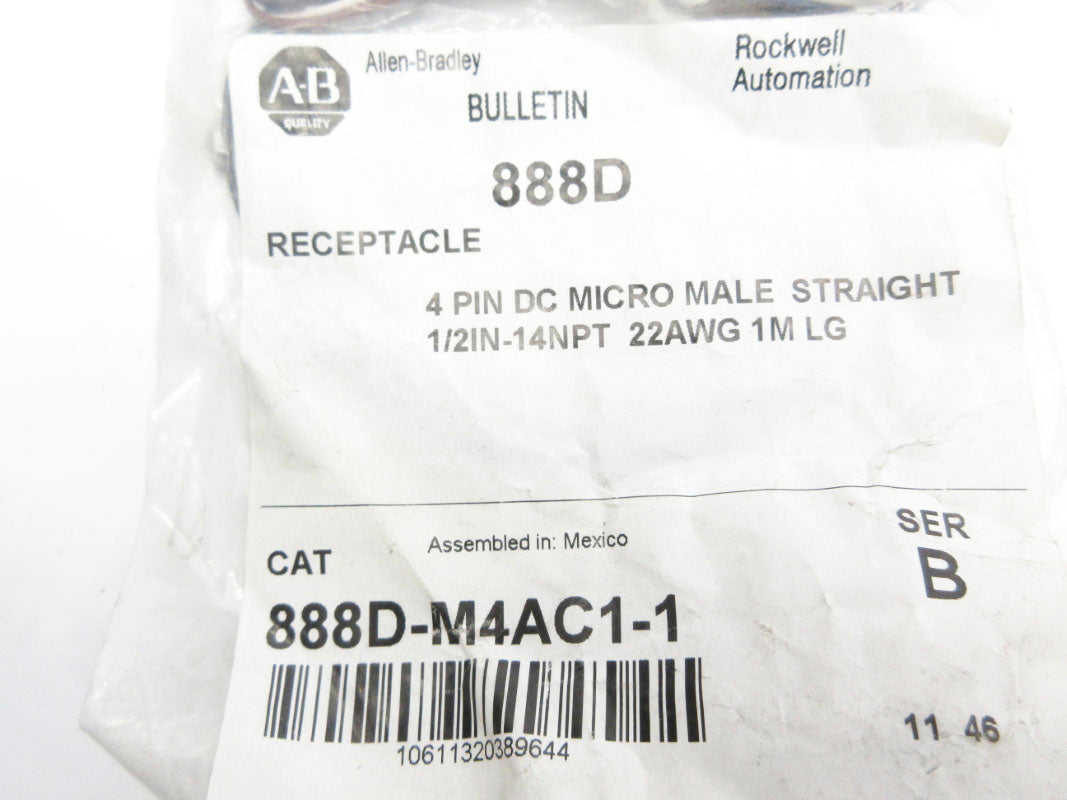 A-B
QUALITY
Allen-Bradley
Rockwell
Automation
BULLETIN
888D
RECEPTACLE
4 PIN DC MICRO MALE STRAIGHT
1/2IN-14NPT 22AWG 1M LG
Assembled in: Mexico
SER
B
CAT
888D-M4AC1-1
10611320389644
11 46